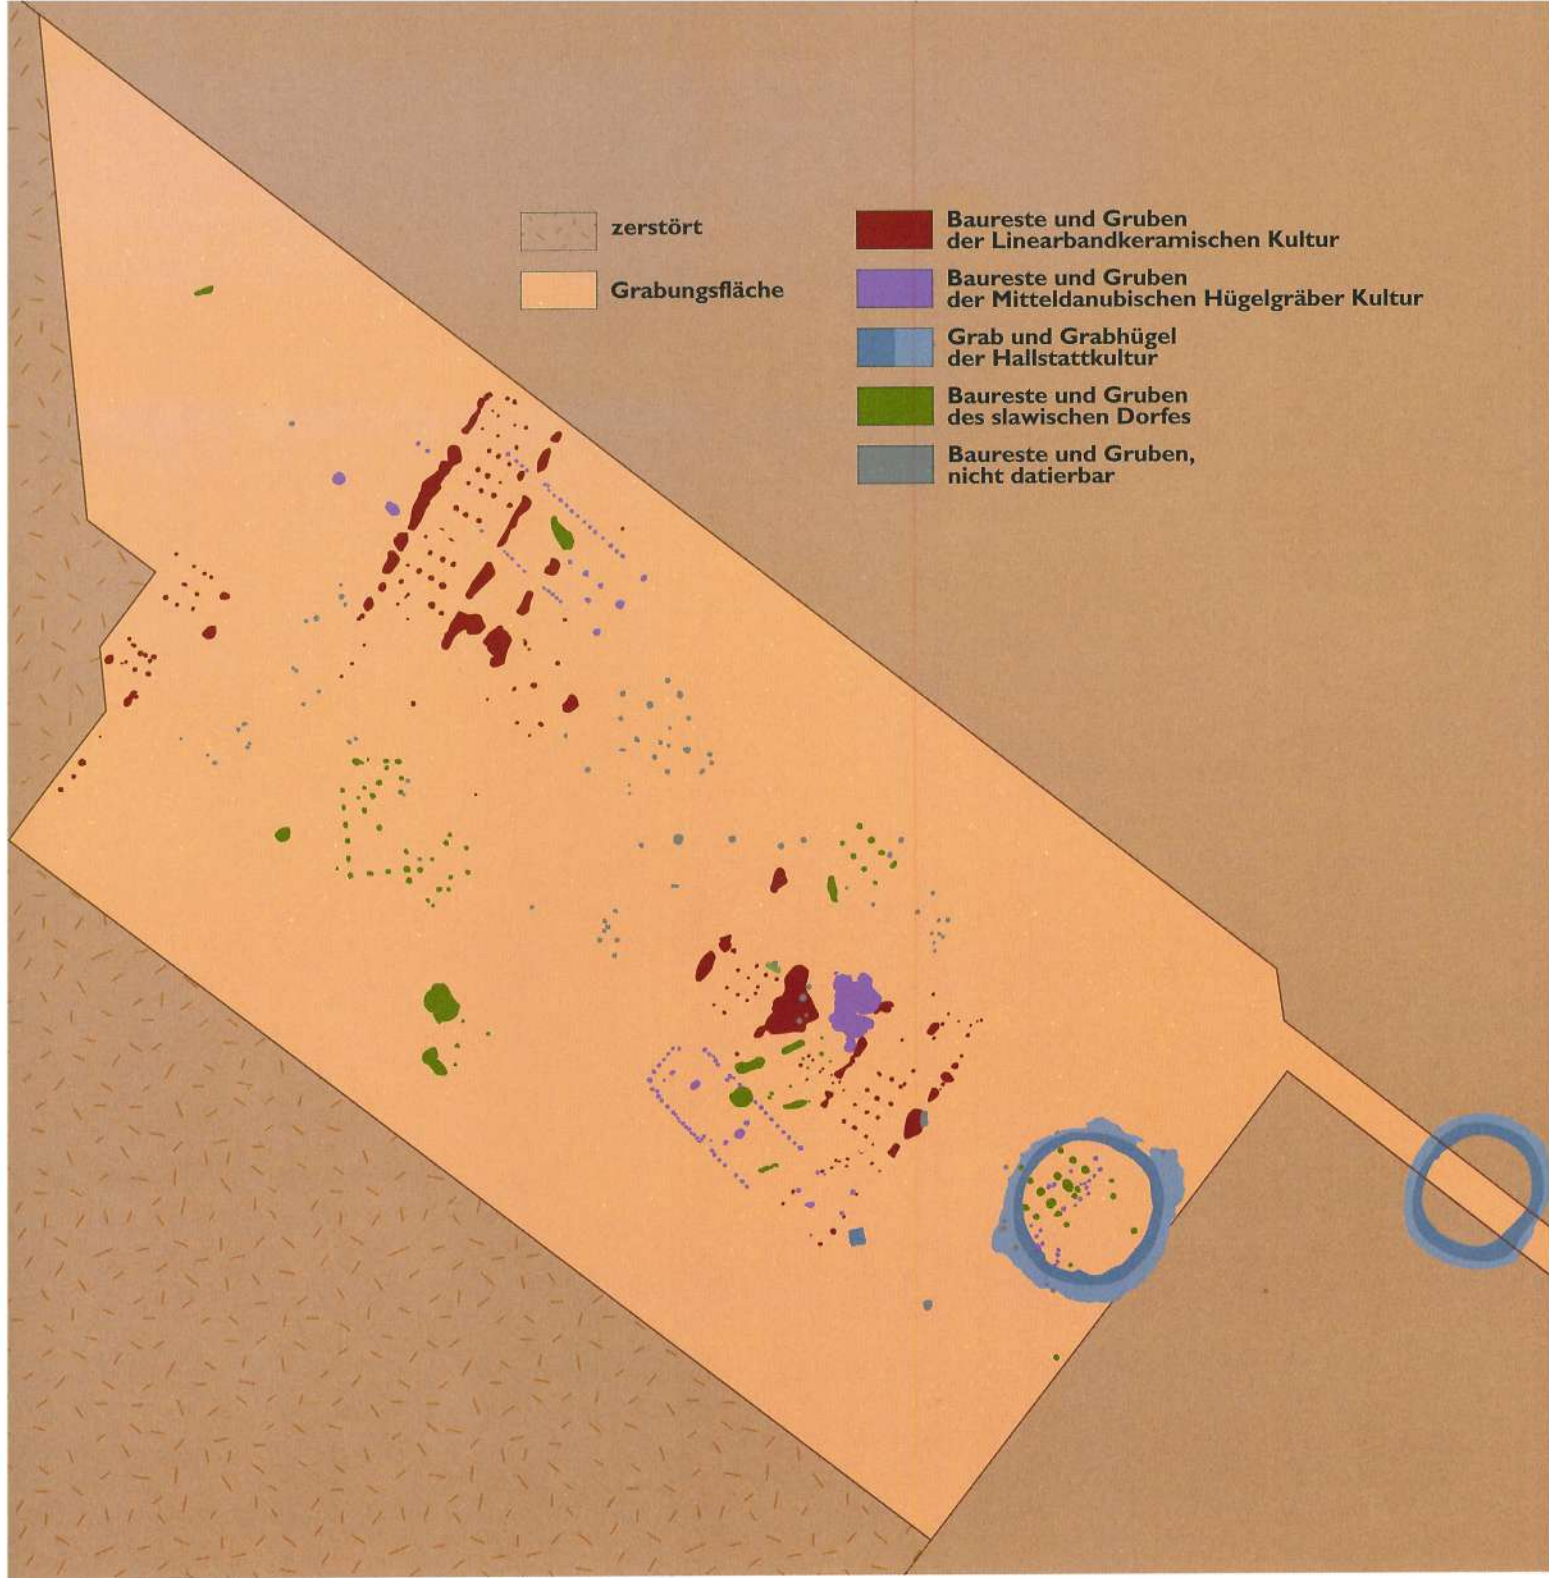 zerstört
Grabungsfläche
Baureste und Gruben
der Linearbandkeramischen Kultur
Baureste und Gruben
der Mitteldanubischen Hügelgräber Kultur
Grab und Grabhügel
der Hallstattkultur
Baureste und Gruben
des slawischen Dorfes
Baureste und Gruben,
nicht datierbar